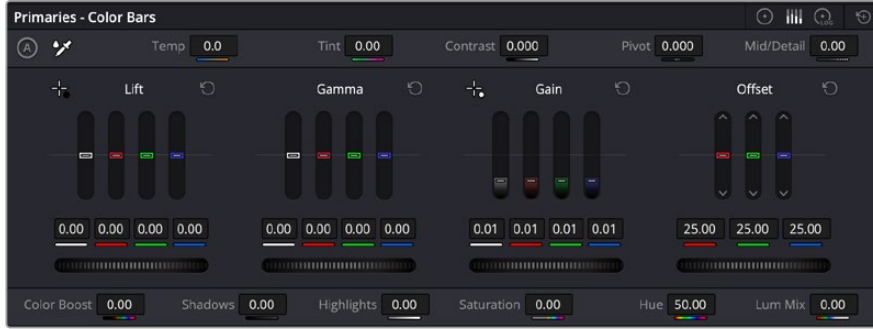 Primaries - Color Bars
LOG
A Temp 0.0 Tint 0.00 Contrast 0.000 Pivot 0.000 Mid/Detail 0.00
Lift Gamma Gain Offset
0.00 0.00 0.00 0.00 0.00 0.00 0.00 0.00 0.01 0.01 0.01 0.01 25.00 25.00 25.00
Color Boost 0.00 Shadows 0.00 Highlights 0.00 Saturation 0.00 Hue 50.00 Lum Mix 0.00